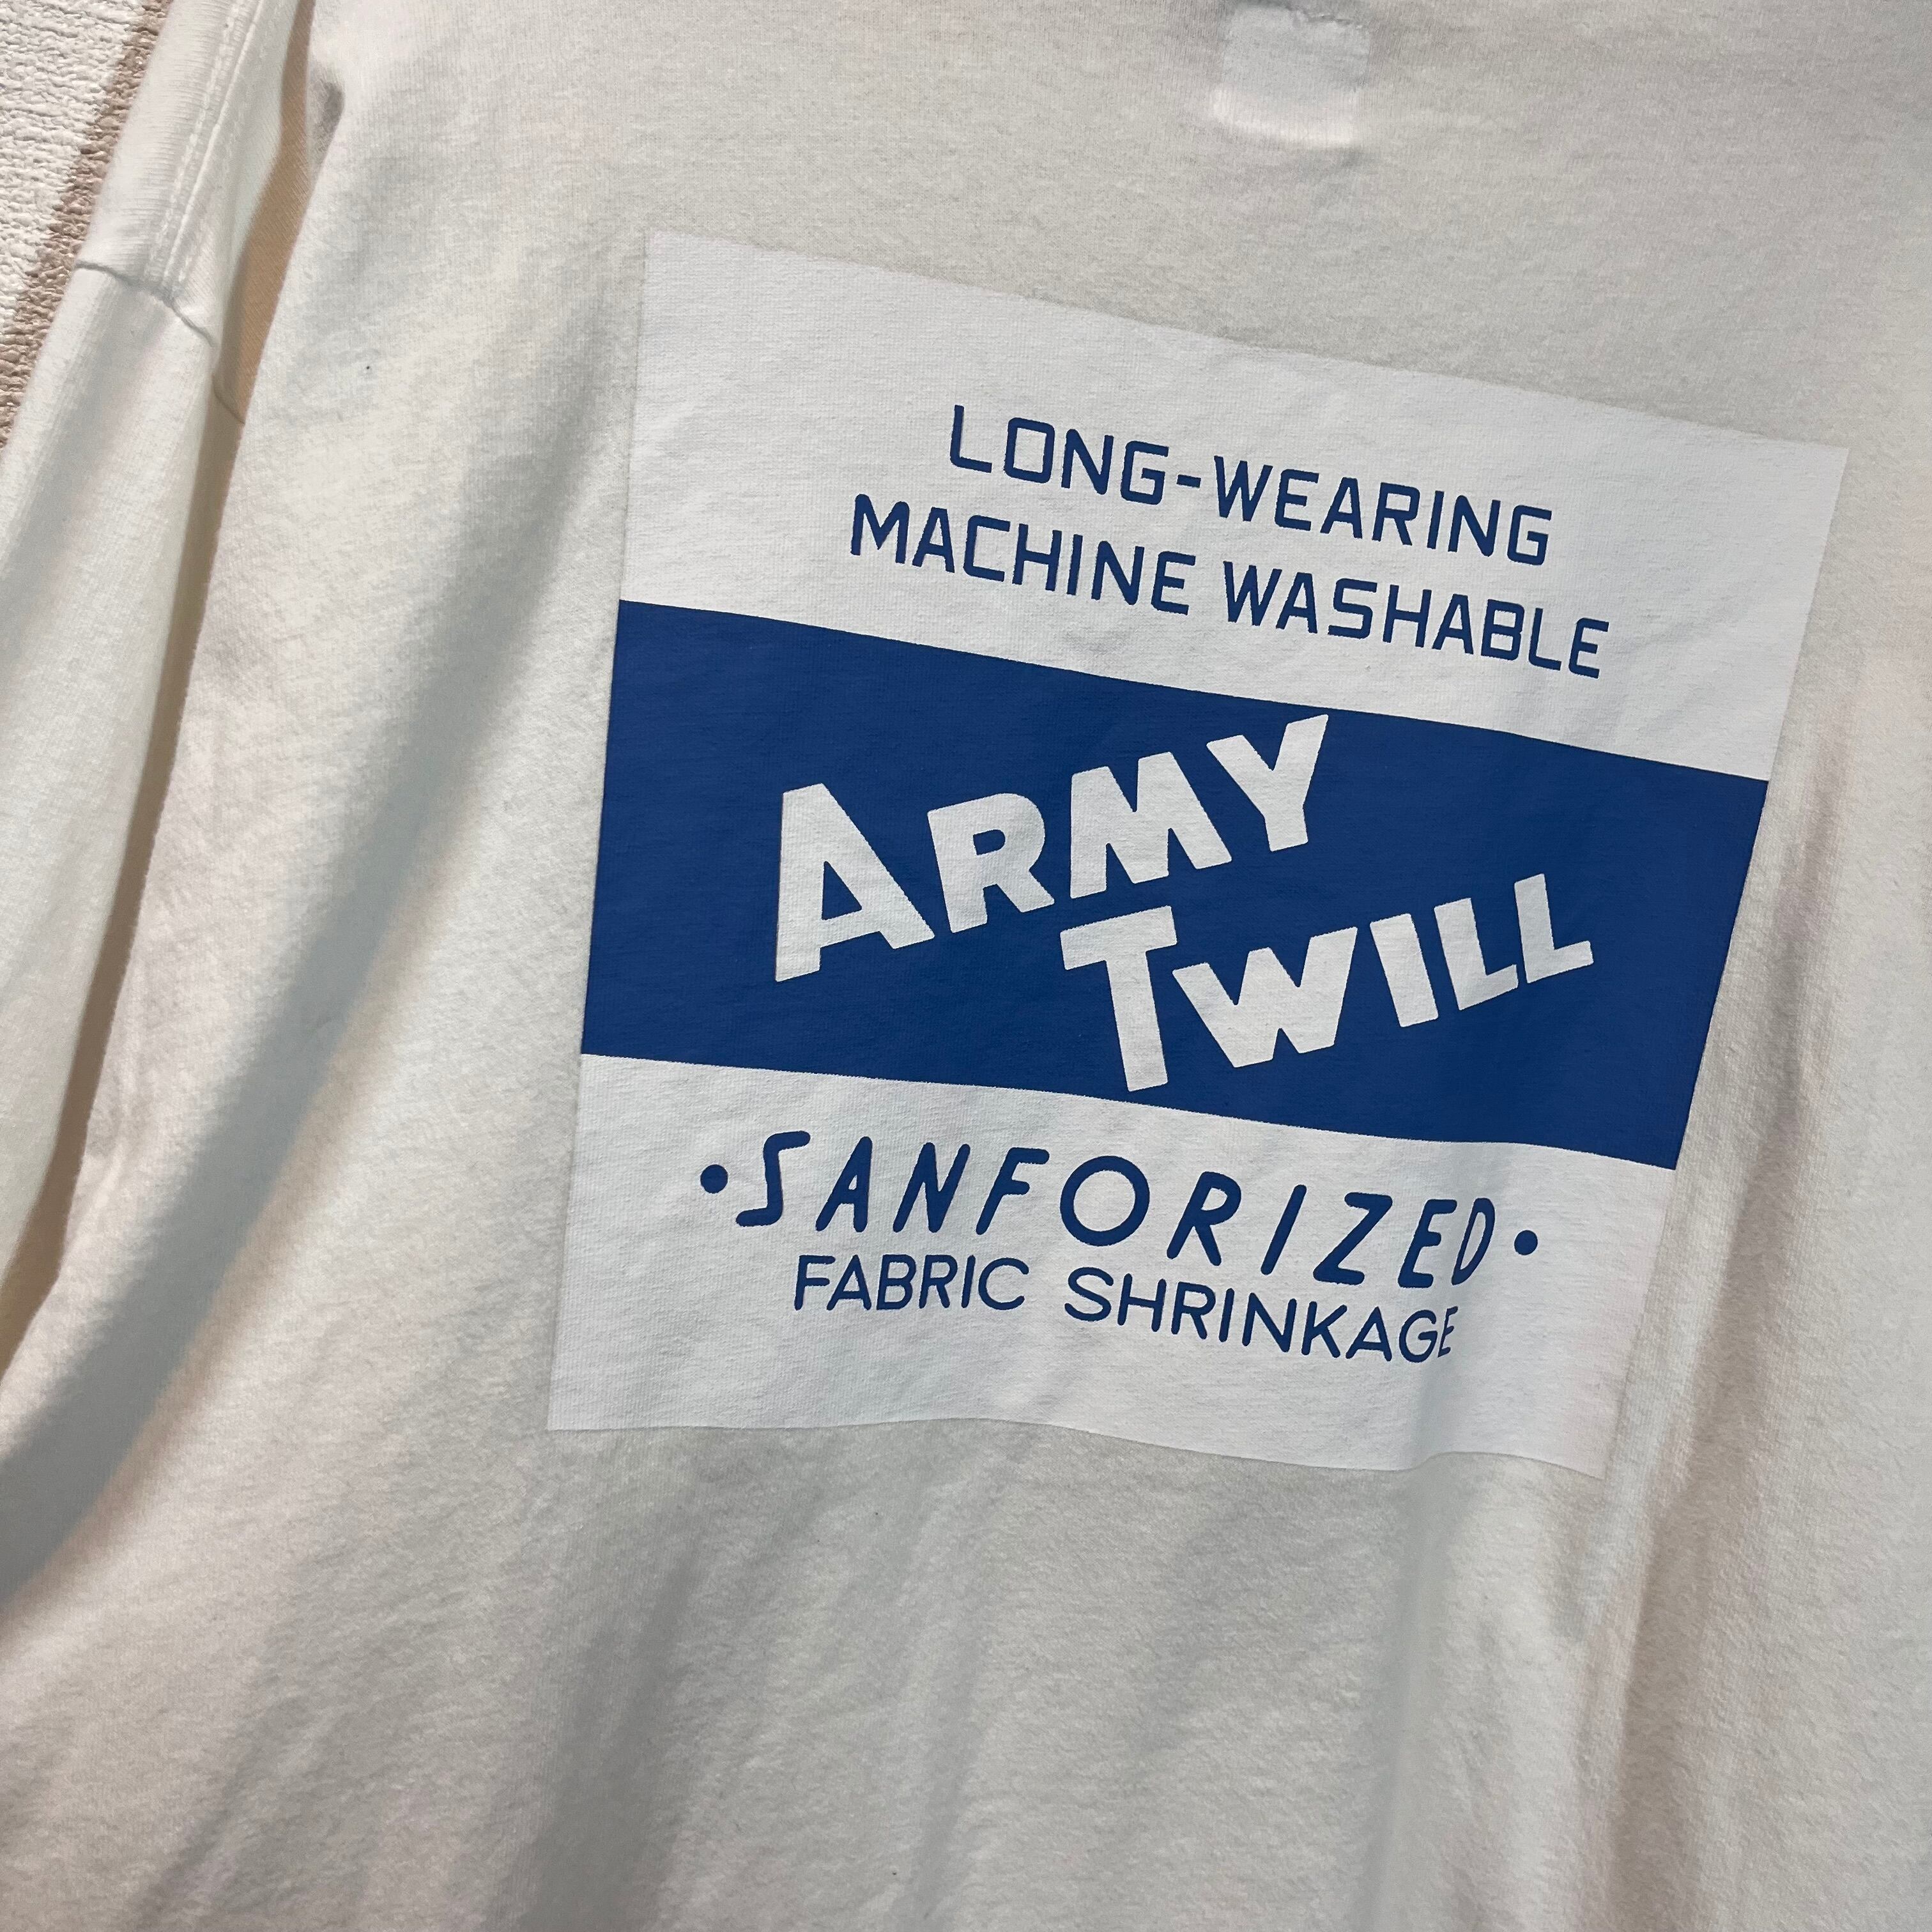 LONG-WEARING
MACHINE WASHABLE
ARMY
TWILL
•SANFORIZED•
FABRIC SHRINKAGE